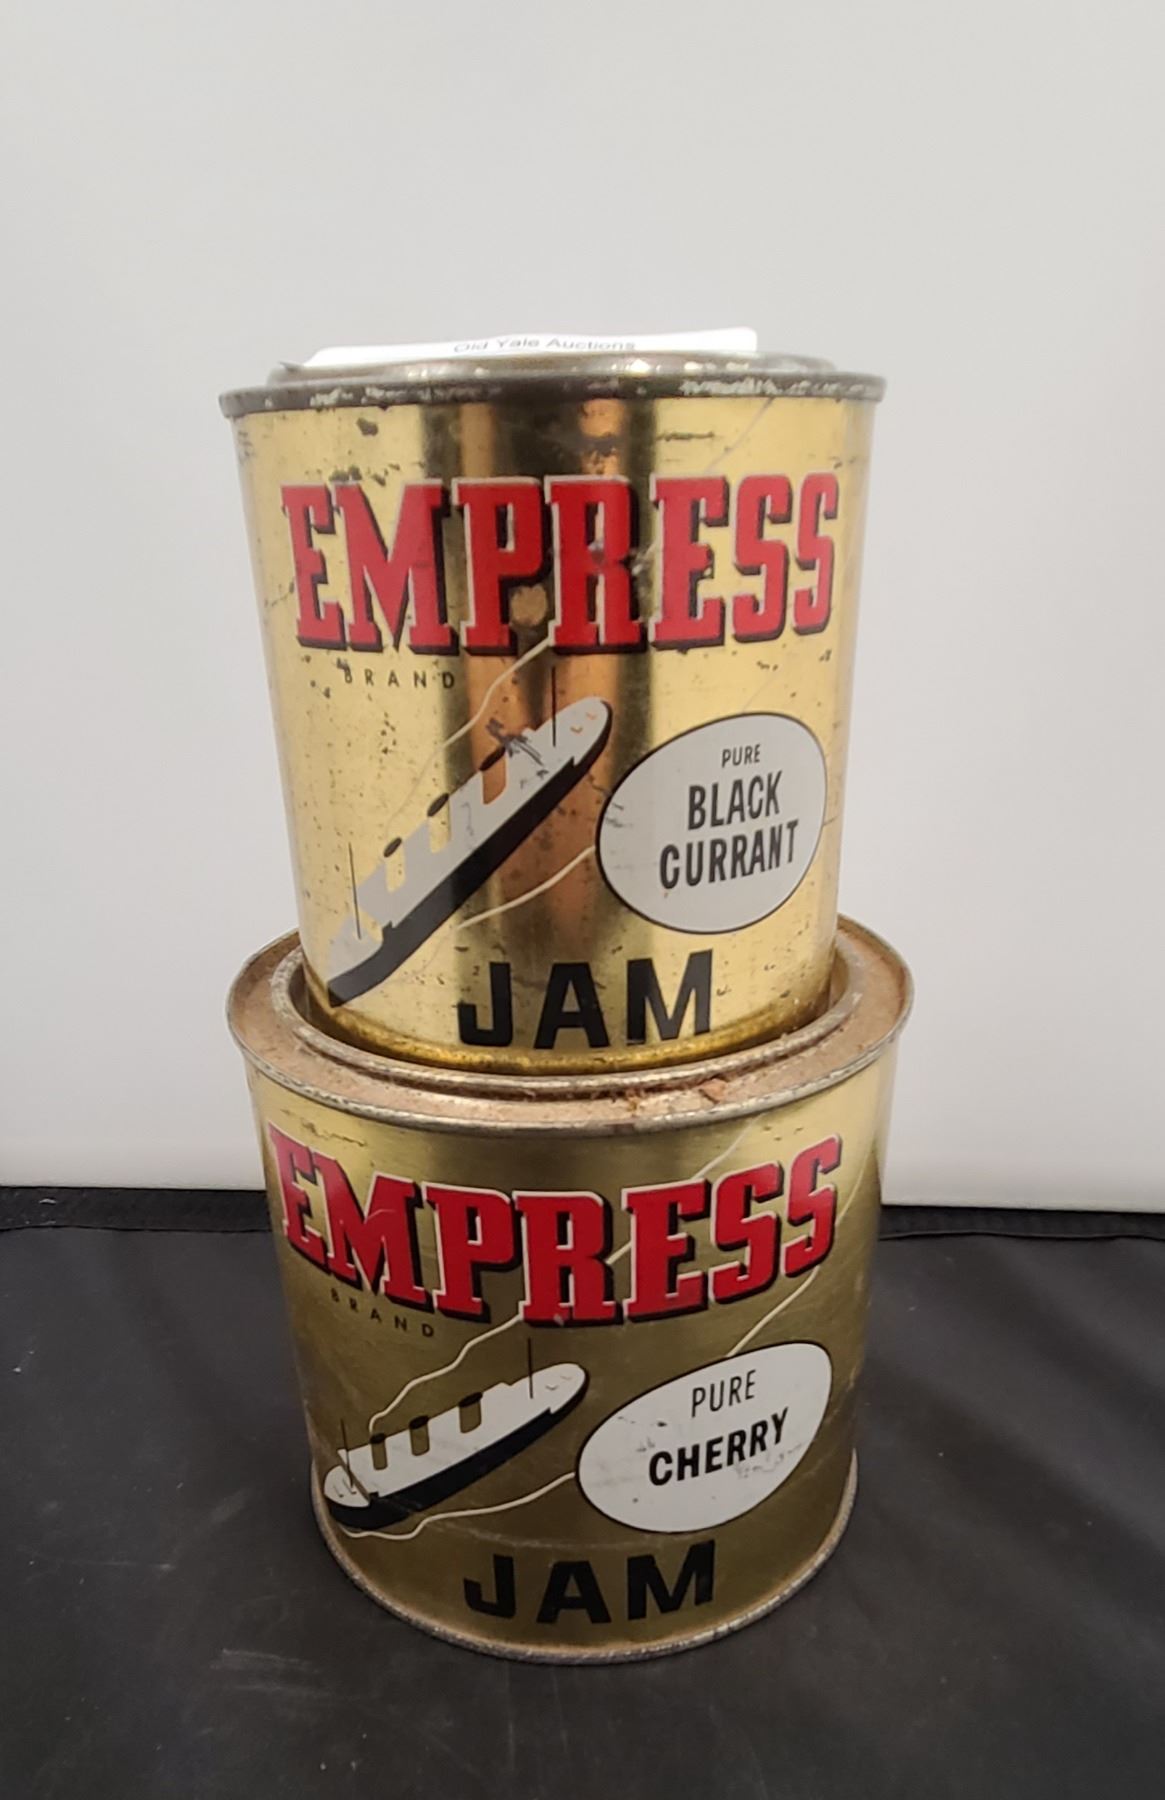 Old Yale Auctions
EMPRESS
BRAND
PURE
BLACK
CURRANT
JAM
EMPRESS
BRAND
PURE
CHERRY
JAM